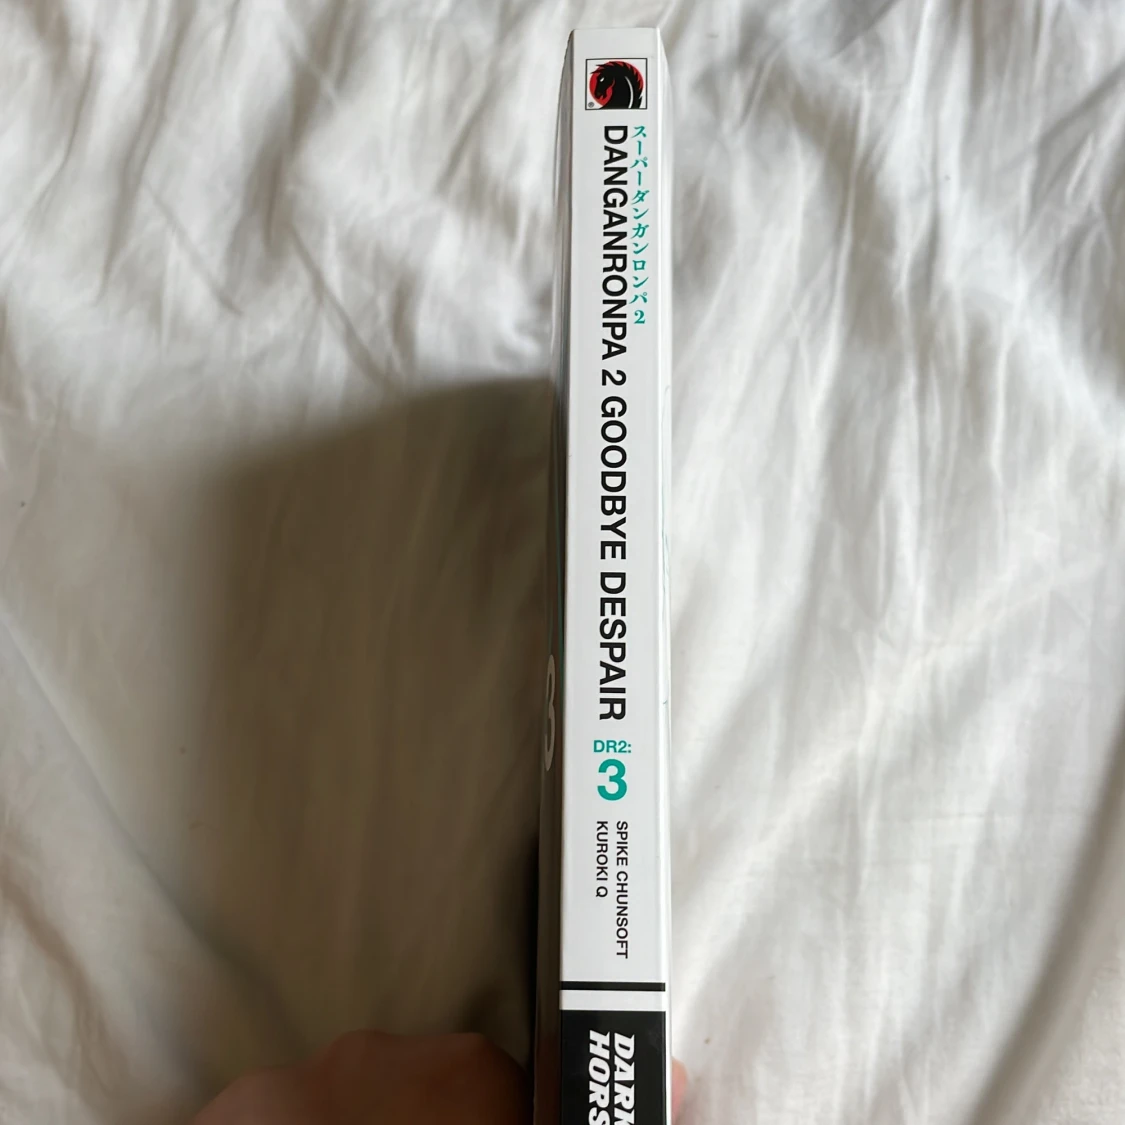 スーパーダンガンロンパ2
DANGANRONPA 2 GOODBYE DESPAIR
DR2:
3
SPIKE CHUNSOFT
KUROKI Q
DARK
HORS